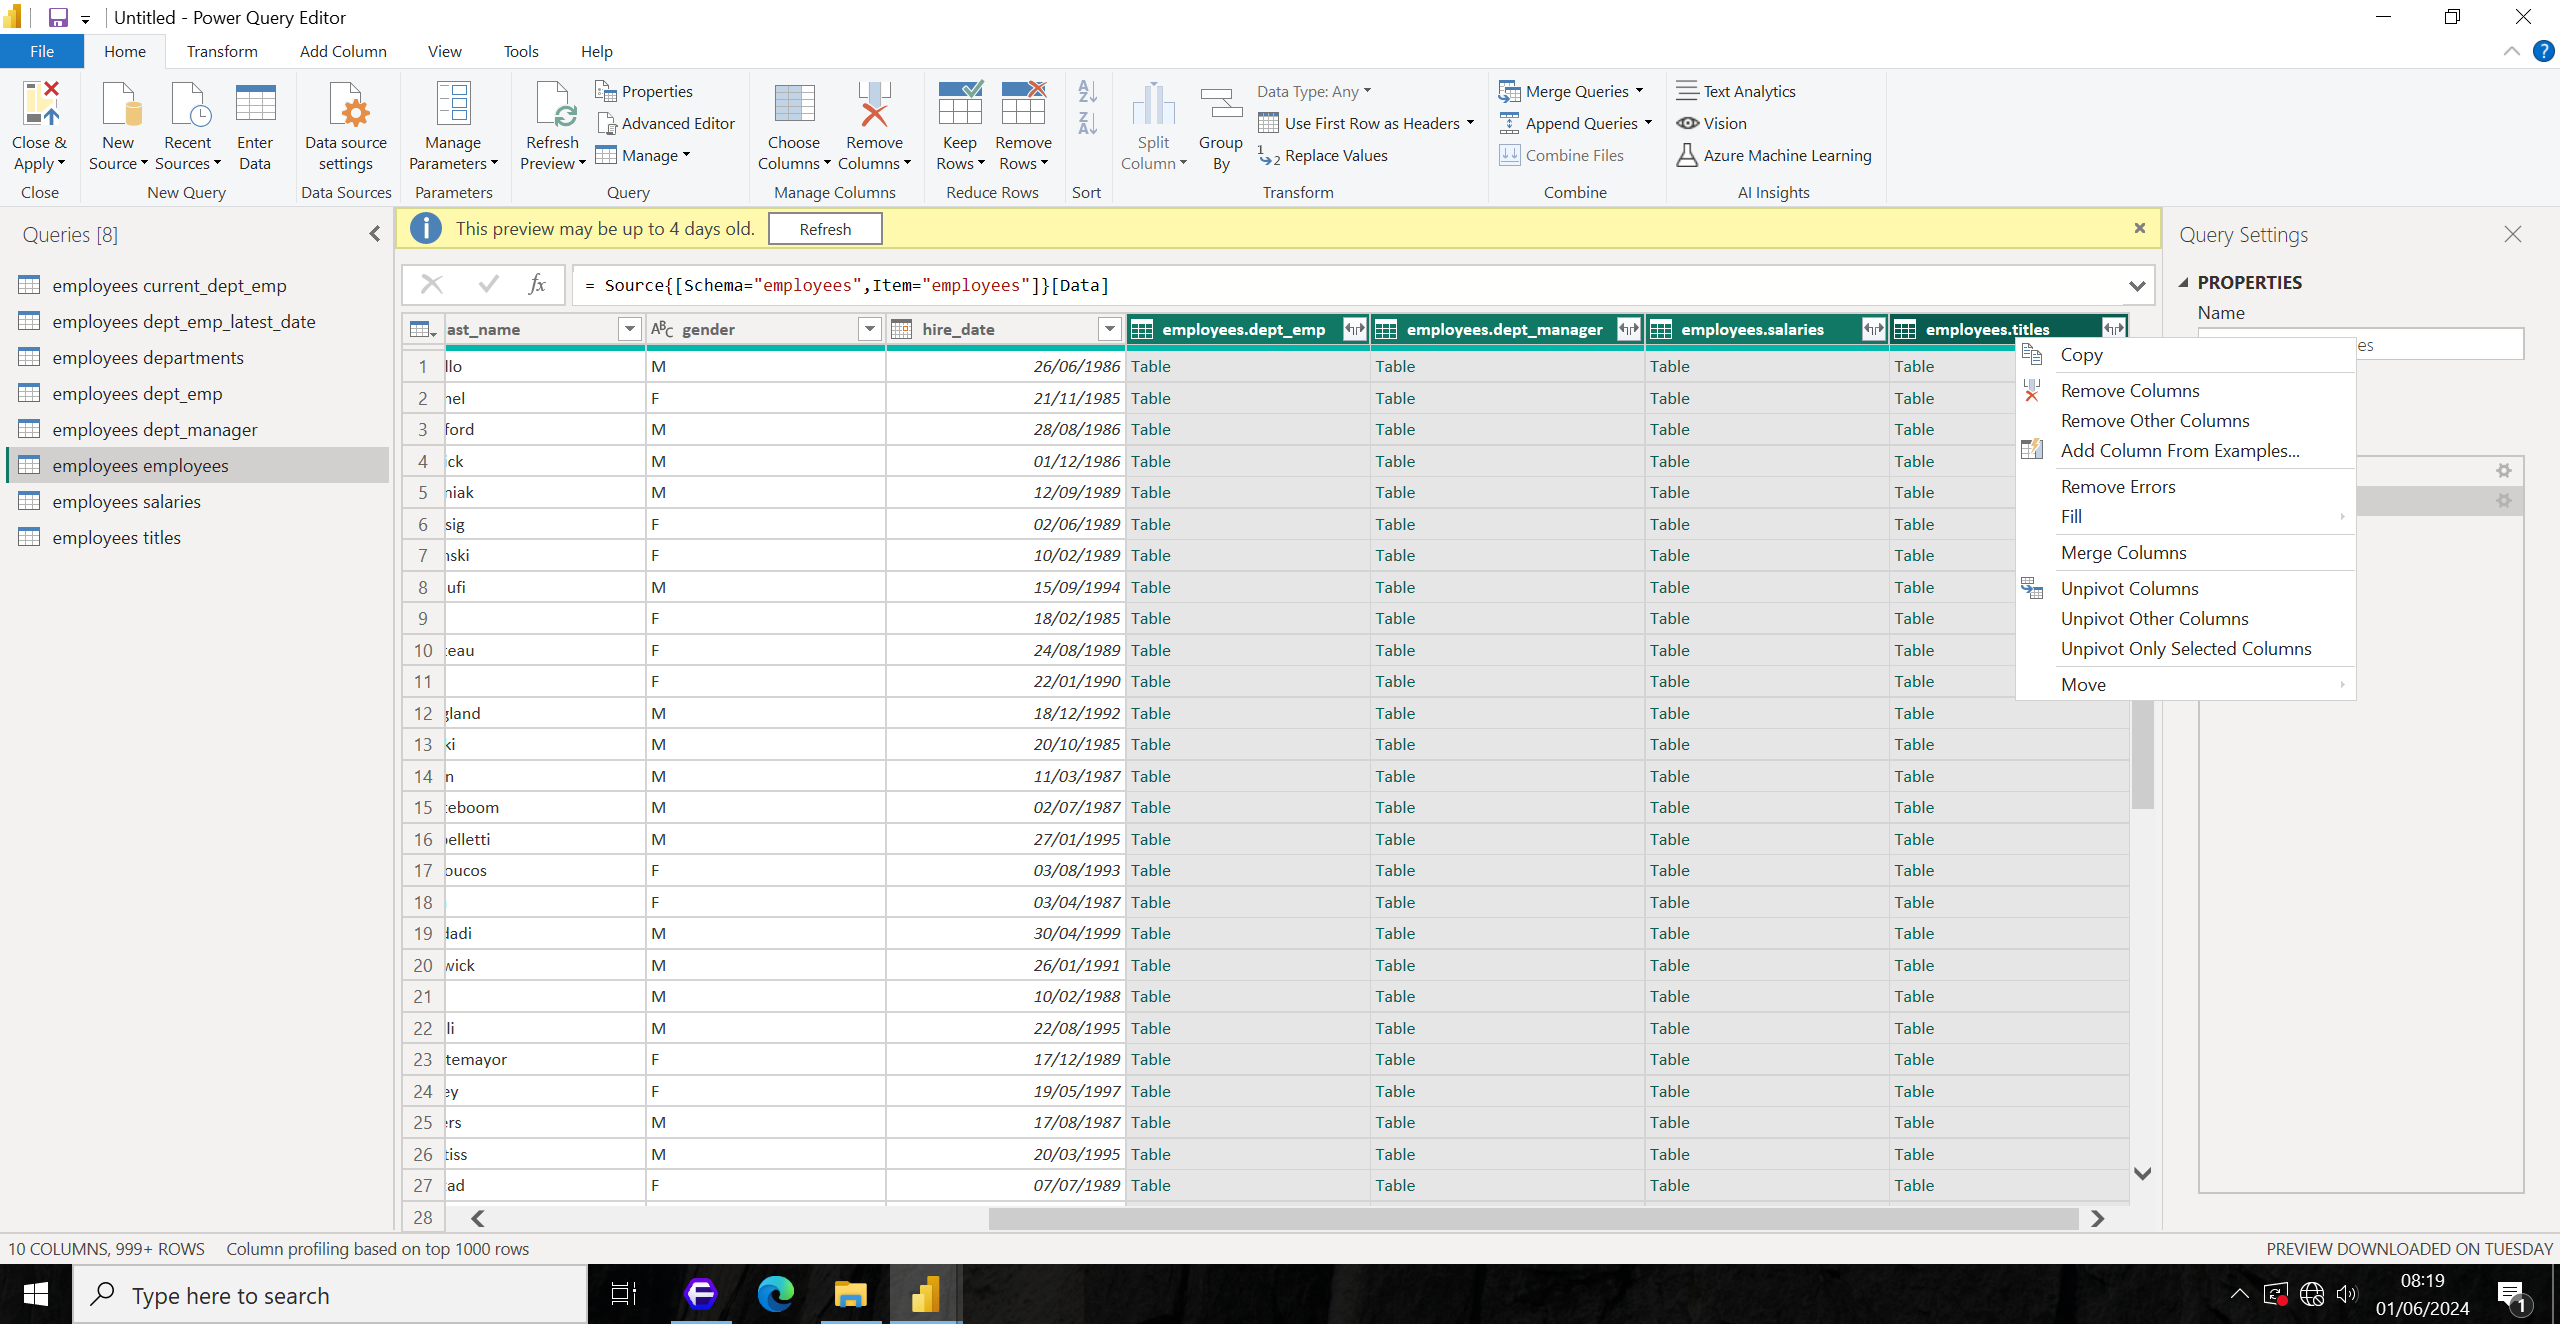 Untitled - Power Query Editor
File Home Transform Add Column View Tools Help
Close & Apply
Close
New Source
Recent Sources
Enter Data
New Query
Data source settings
Data Sources
Manage Parameters
Parameters
Refresh Preview
Properties
Advanced Editor
Manage
Query
Choose Columns
Remove Columns
Manage Columns
Keep Rows
Remove Rows
Reduce Rows
Sort
Split Column
Group By
Data Type: Any
Use First Row as Headers
Replace Values
Transform
Merge Queries
Append Queries
Combine Files
Combine
Text Analytics
Vision
Azure Machine Learning
AI Insights
Queries [8]
employees current_dept_emp
employees dept_emp_latest_date
employees departments
employees dept_emp
employees dept_manager
employees employees
employees salaries
employees titles
This preview may be up to 4 days old. Refresh
fx = Source{[Schema="employees",Item="employees"]}[Data]
ast_name gender hire_date employees.dept_emp employees.dept_manager employees.salaries employees.titles
1 llo M 26/06/1986 Table Table Table Table
2 nel F 21/11/1985 Table Table Table Table
3 ford M 28/08/1986 Table Table Table Table
4 ick M 01/12/1986 Table Table Table Table
5 niak M 12/09/1989 Table Table Table Table
6 sig F 02/06/1989 Table Table Table Table
7 nski F 10/02/1989 Table Table Table Table
8 ufi M 15/09/1994 Table Table Table Table
9 F 18/02/1985 Table Table Table Table
10 eau F 24/08/1989 Table Table Table Table
11 F 22/01/1990 Table Table Table Table
12 gland M 18/12/1992 Table Table Table Table
13 ki M 20/10/1985 Table Table Table Table
14 n M 11/03/1987 Table Table Table Table
15 eboom M 02/07/1987 Table Table Table Table
16 elletti M 27/01/1995 Table Table Table Table
17 oucos F 03/08/1993 Table Table Table Table
18 F 03/04/1987 Table Table Table Table
19 dadi M 30/04/1999 Table Table Table Table
20 wick M 26/01/1991 Table Table Table Table
21 M 10/02/1988 Table Table Table Table
22 li M 22/08/1995 Table Table Table Table
23 temayor F 17/12/1989 Table Table Table Table
24 ey F 19/05/1997 Table Table Table Table
25 ers M 17/08/1987 Table Table Table Table
26 tiss M 20/03/1995 Table Table Table Table
27 ad F 07/07/1989 Table Table Table Table
28
Copy
Remove Columns
Remove Other Columns
Add Column From Examples...
Remove Errors
Fill
Merge Columns
Unpivot Columns
Unpivot Other Columns
Unpivot Only Selected Columns
Move
Query Settings
PROPERTIES
Name
es
10 COLUMNS, 999+ ROWS Column profiling based on top 1000 rows
PREVIEW DOWNLOADED ON TUESDAY
Type here to search
08:19
01/06/2024
1